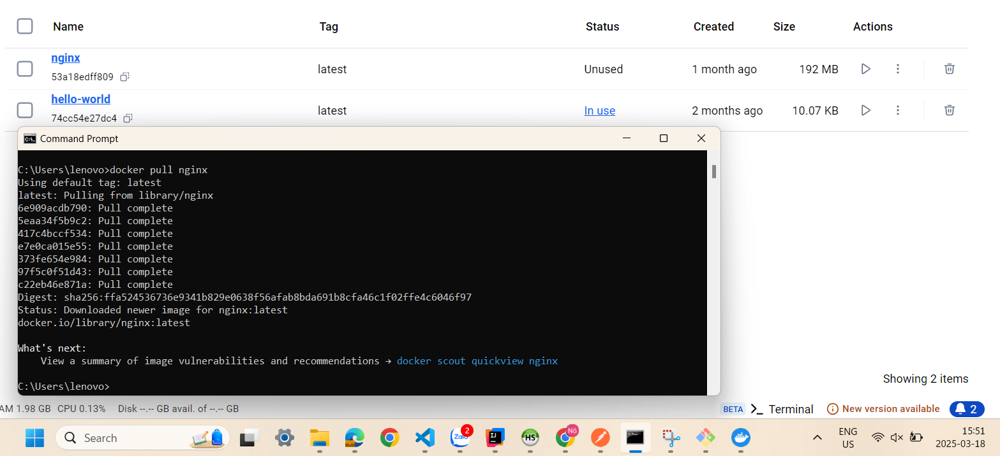 Name Tag Status Created Size Actions
nginx
53a18edff809
latest Unused 1 month ago 192 MB
hello-world
74cc54e27dc4
latest In use 2 months ago 10.07 KB
Command Prompt
C:\Users\lenovo>docker pull nginx
Using default tag: latest
latest: Pulling from library/nginx
6e909acdb790: Pull complete
5eaa34f5b9c2: Pull complete
417c4bccf534: Pull complete
e7e0ca015e55: Pull complete
373fe654e984: Pull complete
97f5c0f51d43: Pull complete
c22eb46e871a: Pull complete
Digest: sha256:ffa524536736e9341b829e0638f56afab8bda691b8cfa46c1f02ffe4c6046f97
Status: Downloaded newer image for nginx:latest
docker.io/library/nginx:latest
What's next:
View a summary of image vulnerabilities and recommendations → docker scout quickview nginx
C:\Users\lenovo>
Showing 2 items
AM 1.98 GB CPU 0.13% Disk --.-- GB avail. of --.-- GB BETA >_ Terminal New version available 2
Search Zalo 2 IJ HS Nò ENG US 15:51 2025-03-18